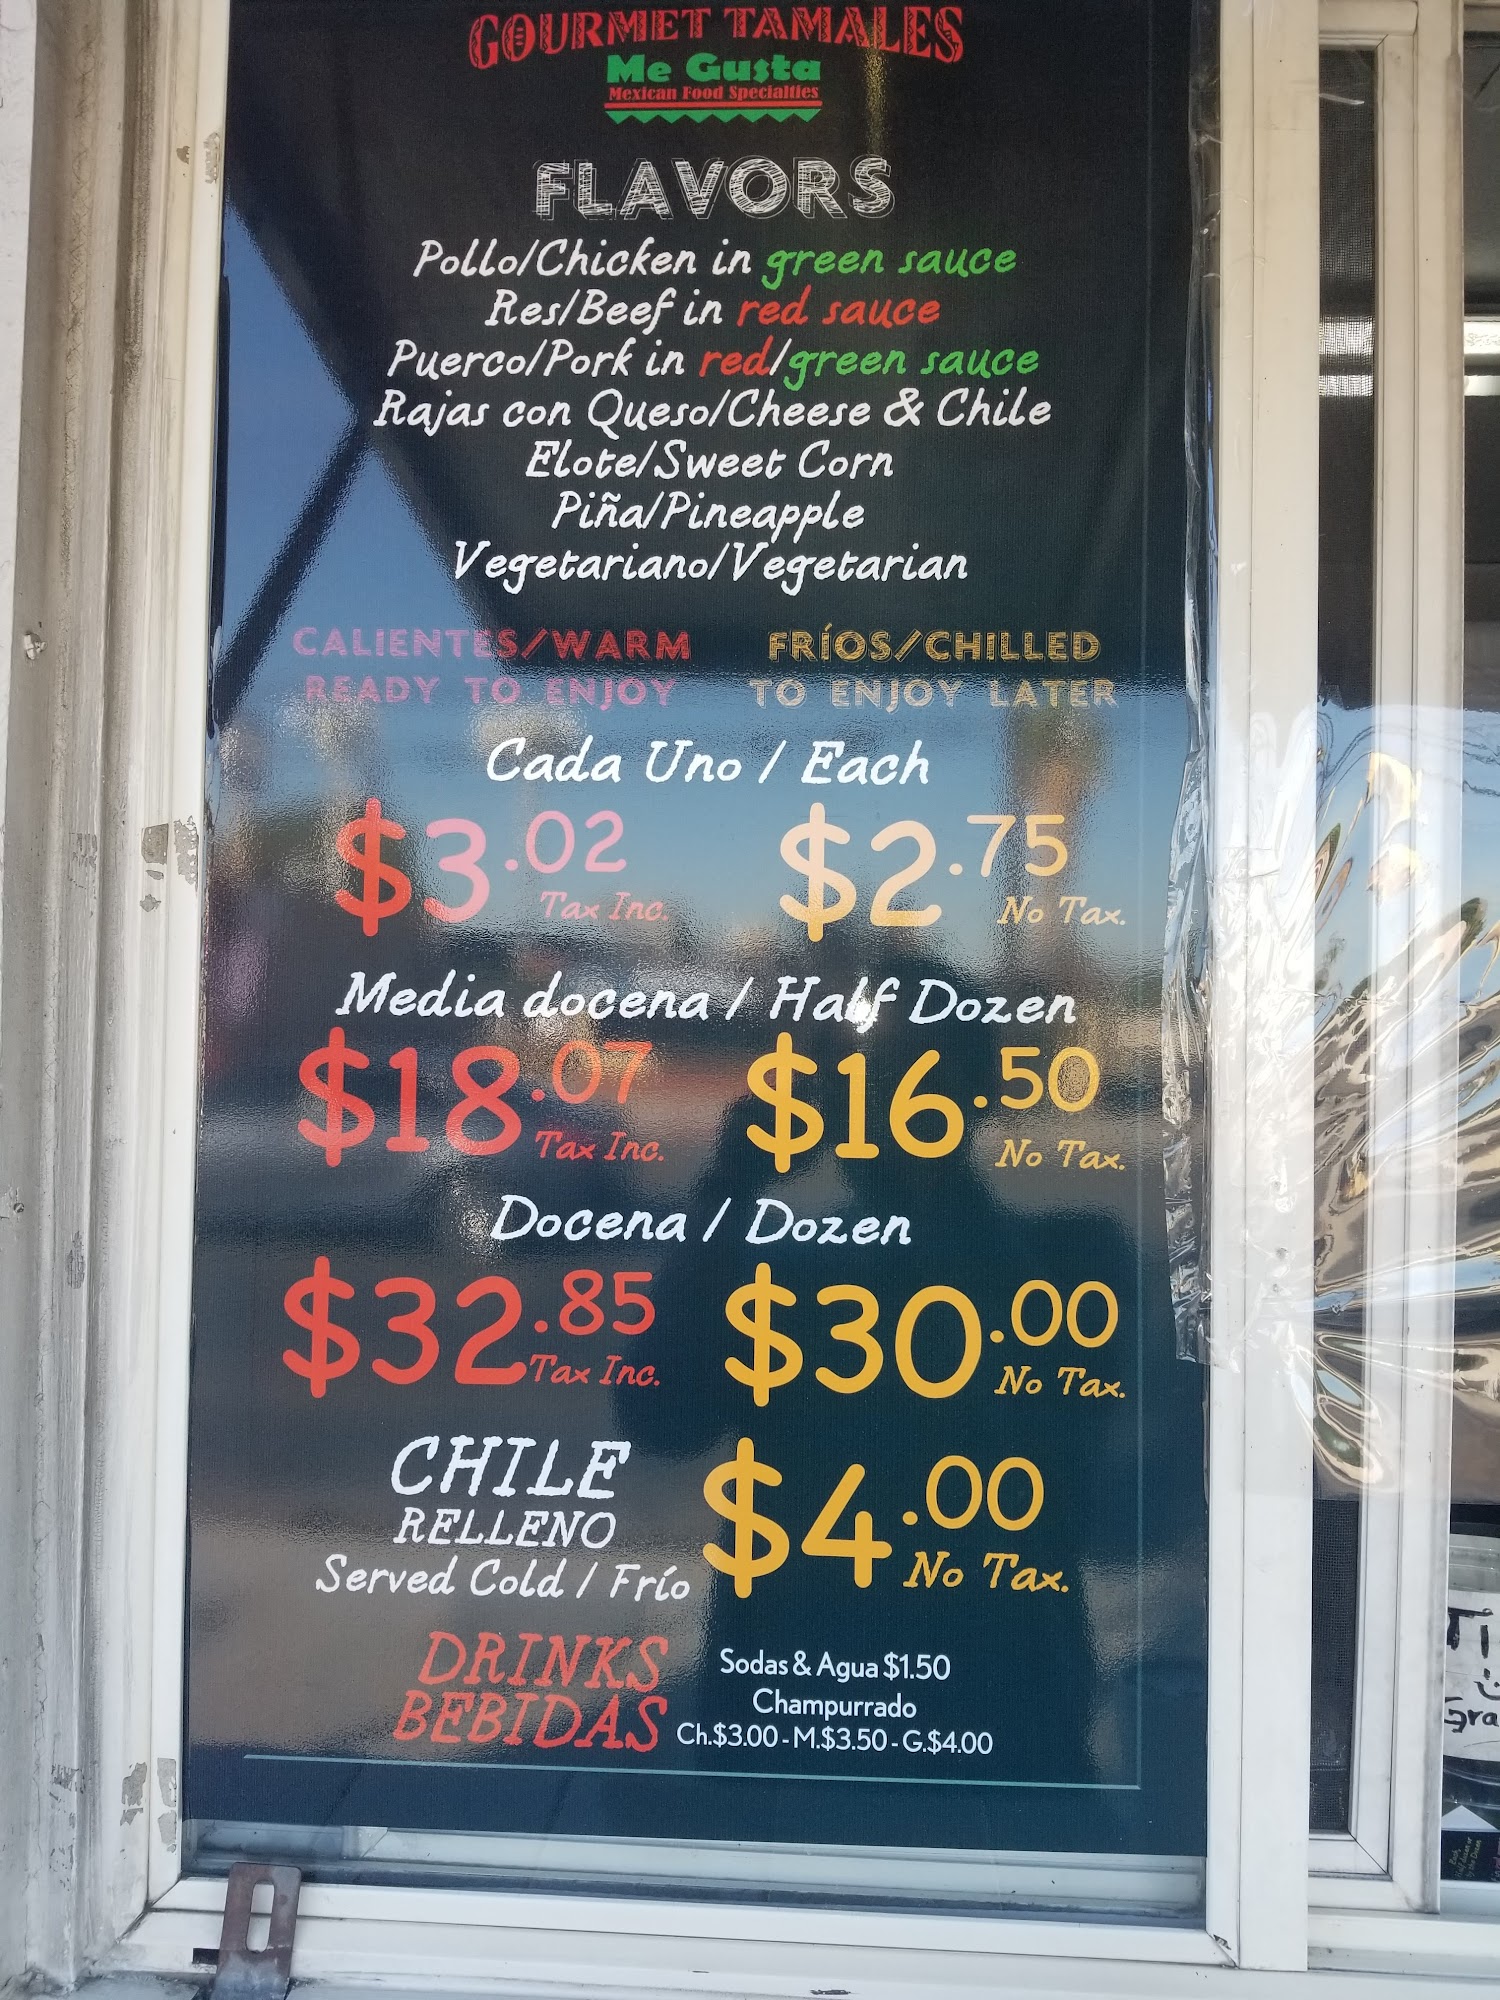 GOURMET TAMALES
Me Gusta
Mexican Food Specialties
FLAVORS
Pollo/Chicken in green sauce
Res/Beef in red sauce
Puerco/Pork in red/green sauce
Rajas con Queso/Cheese & Chile
Elote/Sweet Corn
Piña/Pineapple
Vegetariano/Vegetarian
CALIENTES/WARM
READY TO ENJOY
FRÍOS/CHILLED
TO ENJOY LATER
Cada Uno / Each
$3.02 Tax Inc.
$2.75 No Tax.
Media docena / Half Dozen
$18.07 Tax Inc.
$16.50 No Tax.
Docena / Dozen
$32.85 Tax Inc.
$30.00 No Tax.
CHILE
RELLENO
Served Cold / Frío
$4.00 No Tax.
DRINKS
BEBIDAS
Sodas & Agua $1.50
Champurrado
Ch.$3.00 - M.$3.50 - G.$4.00